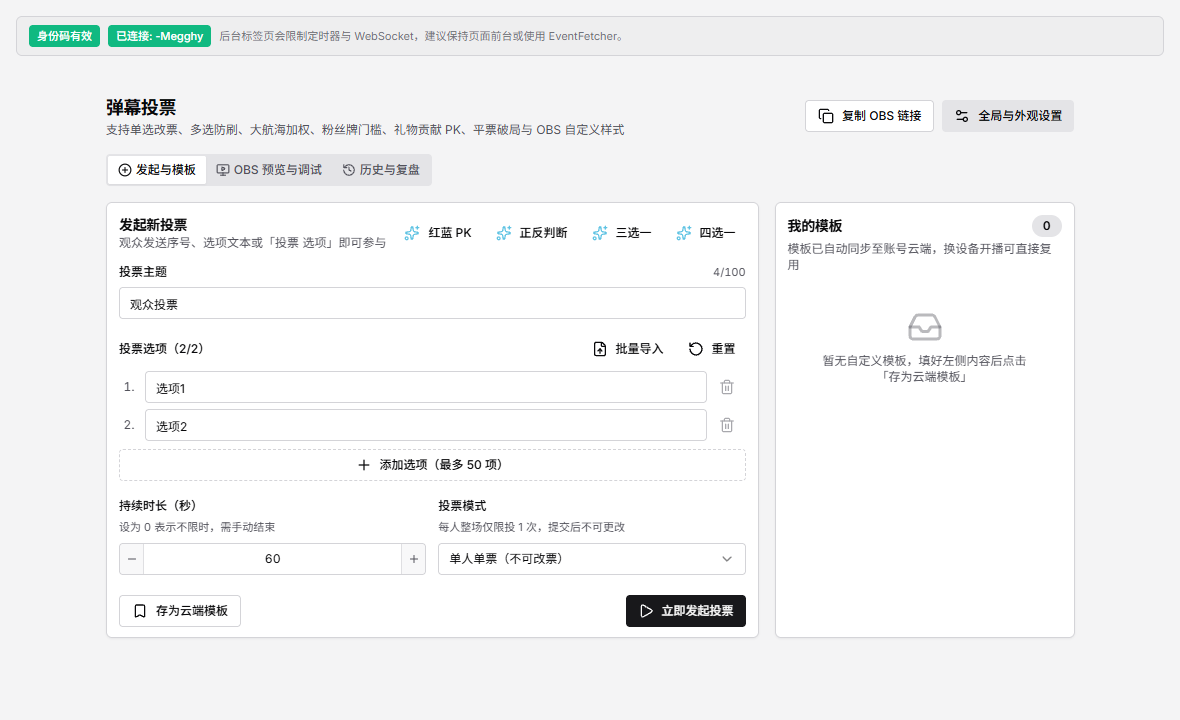 身份码有效 已连接: -Megghy 后台标签页会限制定时器与 WebSocket，建议保持页面前台或使用 EventFetcher。
弹幕投票
支持单选改票、多选防刷、大航海加权、粉丝牌门槛、礼物贡献 PK、平票破局与 OBS 自定义样式
复制 OBS 链接 全局与外观设置
发起与模板 OBS 预览与调试 历史与复盘
发起新投票
观众发送序号、选项文本或「投票 选项」即可参与
红蓝 PK 正反判断 三选一 四选一
投票主题 4/100
观众投票
投票选项（2/2） 批量导入 重置
1. 选项1
2. 选项2
添加选项（最多 50 项）
持续时长（秒） 投票模式
设为 0 表示不限时，需手动结束 每人整场仅限投 1 次，提交后不可更改
60 单人单票（不可改票）
存为云端模板 立即发起投票
我的模板 0
模板已自动同步至账号云端，换设备开播可直接复
用
暂无自定义模板，填好左侧内容后点击
「存为云端模板」